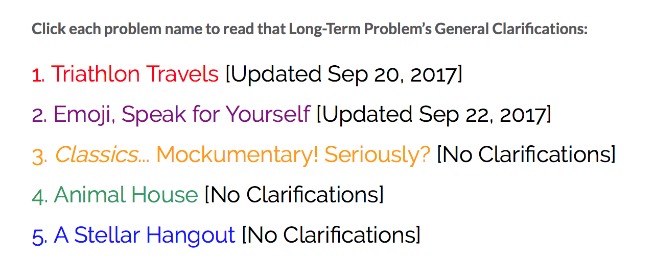 Click each problem name to read that Long-Term Problem’s General Clarifications:
1. Triathlon Travels [Updated Sep 20, 2017]
2. Emoji, Speak for Yourself [Updated Sep 22, 2017]
3. Classics... Mockumentary! Seriously? [No Clarifications]
4. Animal House [No Clarifications]
5. A Stellar Hangout [No Clarifications]